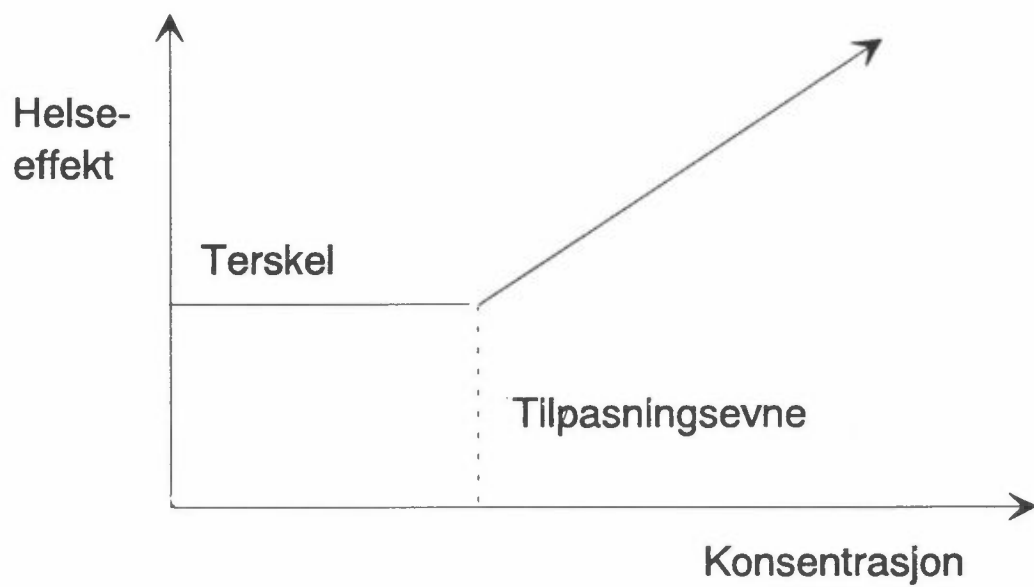 Helse-
effekt
Terskel
Tilpasningsevne
Konsentrasjon